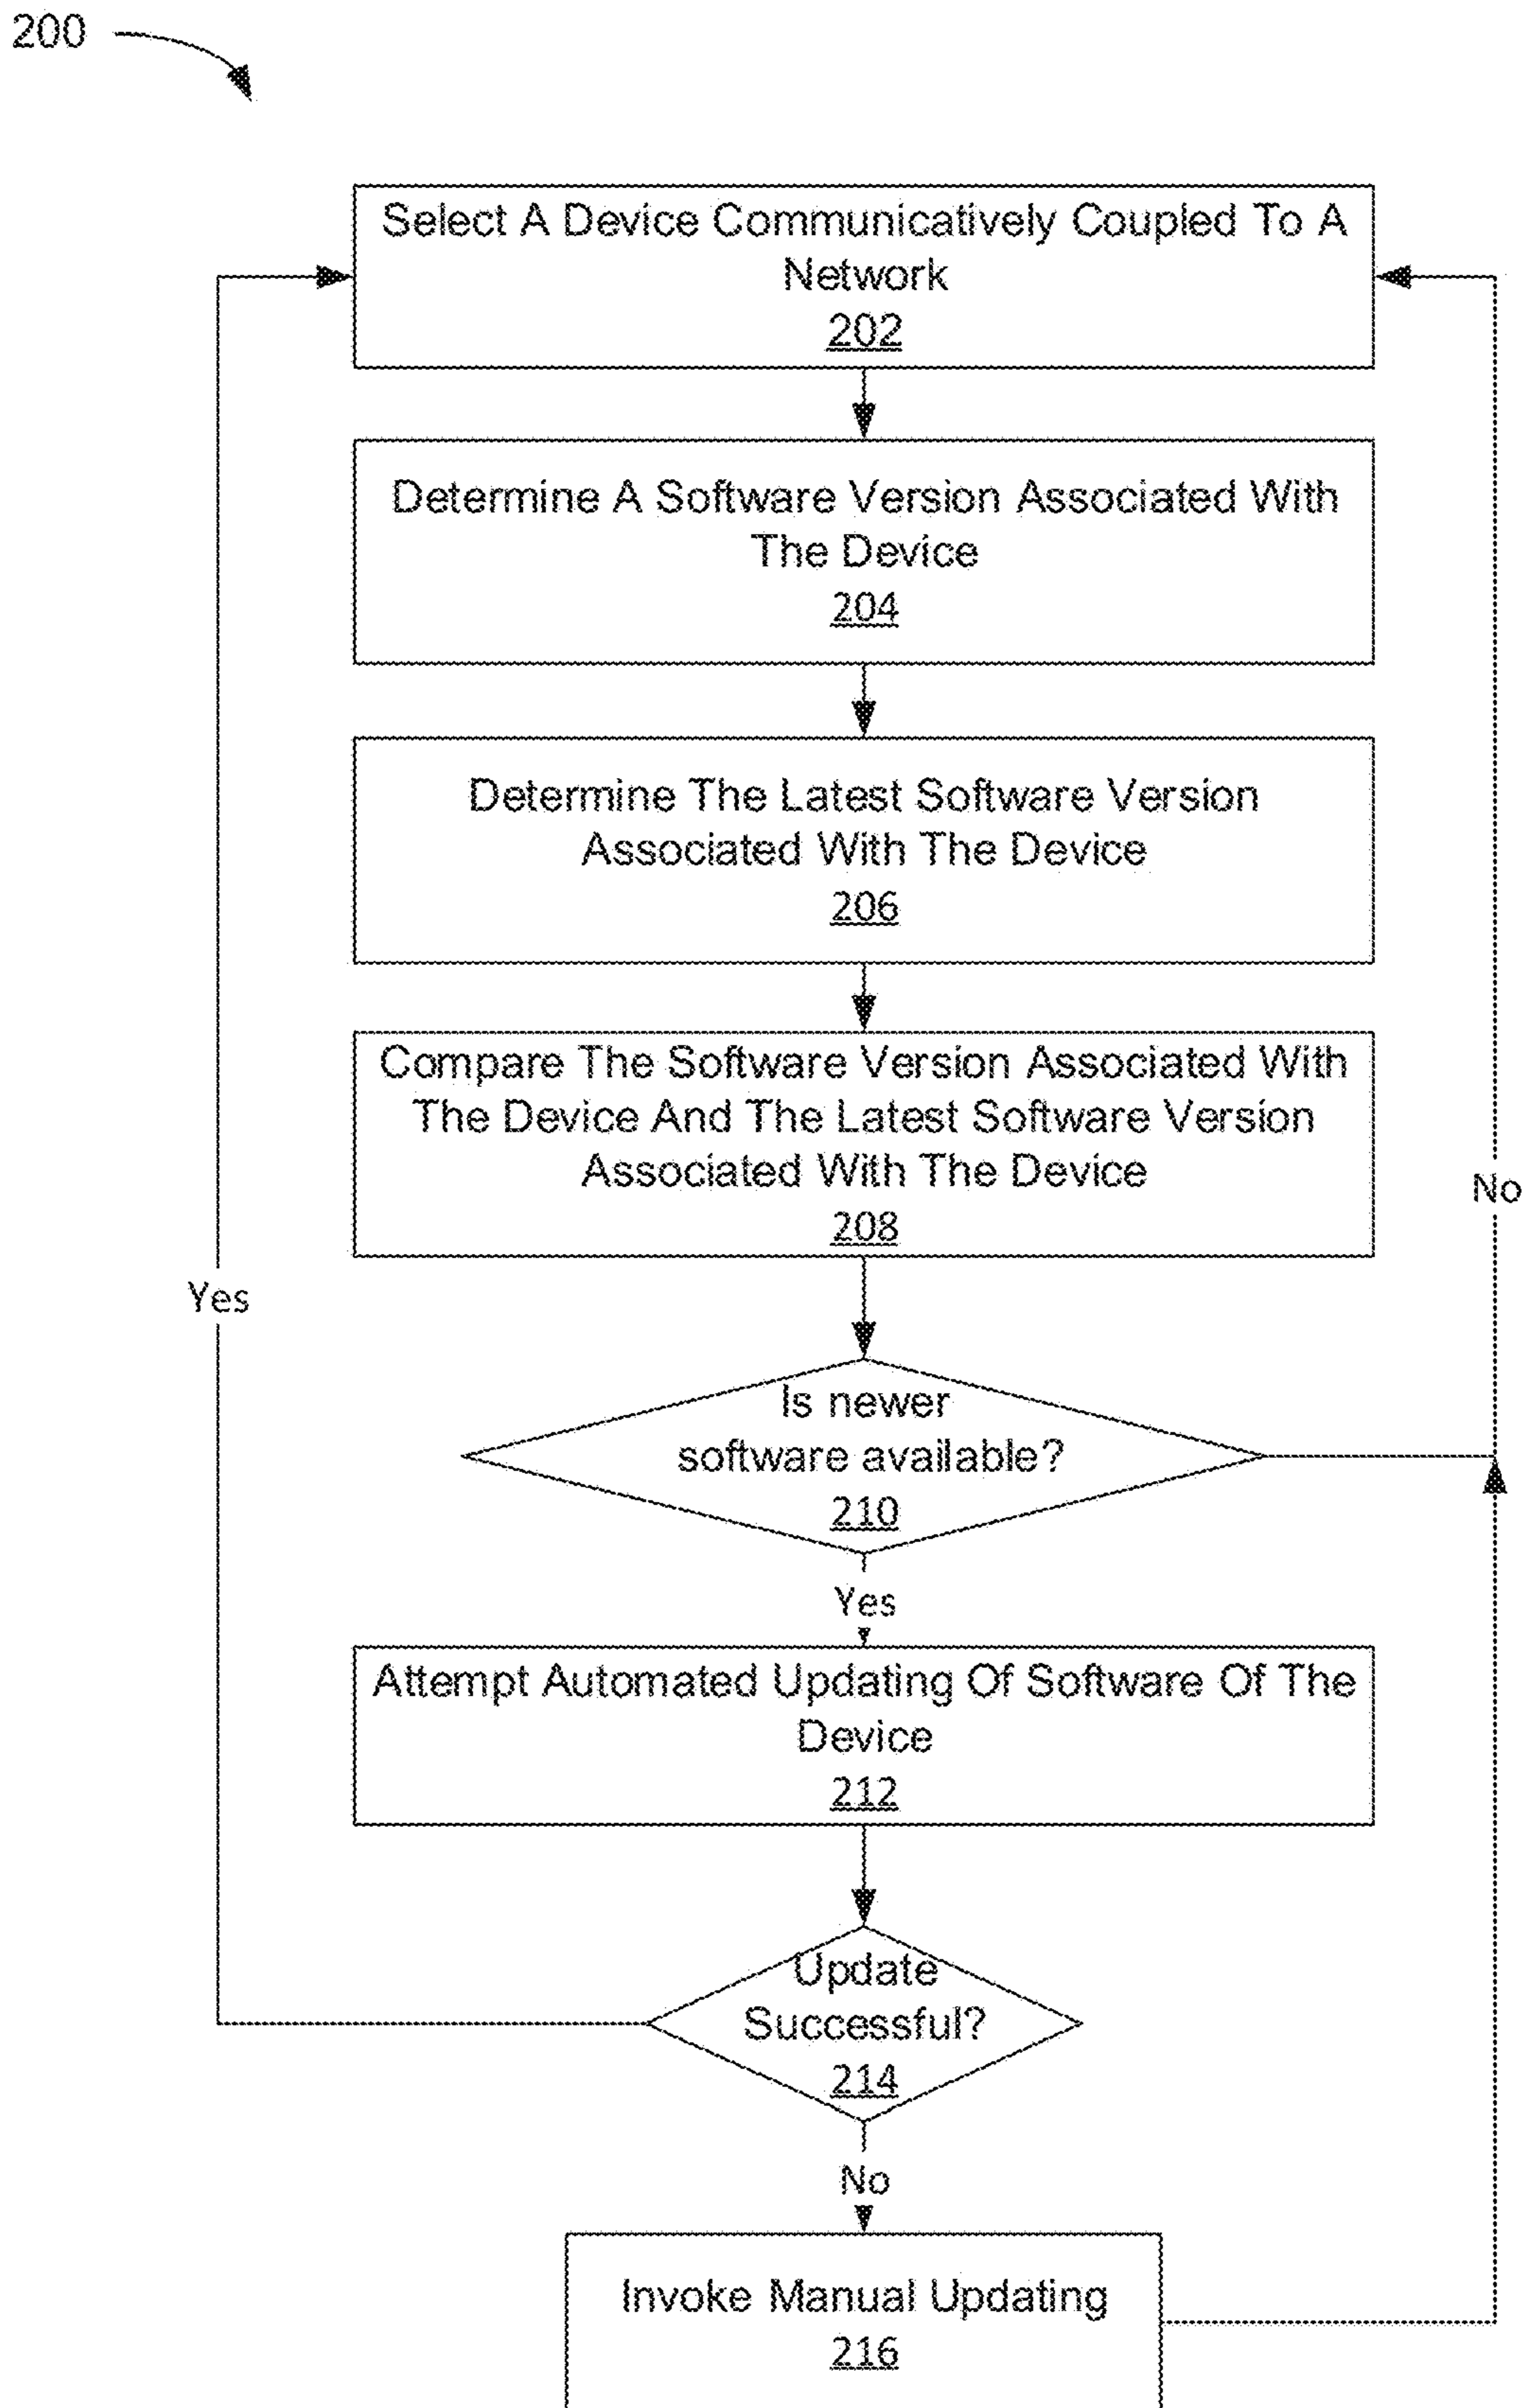 200
Select A Device Communicatively Coupled To A
Network
202
Determine A Software Version Associated With
The Device
204
Determine The Latest Software Version
Associated With The Device
206
Compare The Software Version Associated With
The Device And The Latest Software Version
Associated With The Device
208
No
Yes
Is newer
software available?
210
Yes
Attempt Automated Updating Of Software Of The
Device
212
Update
Successful?
214
No
Invoke Manual Updating
216